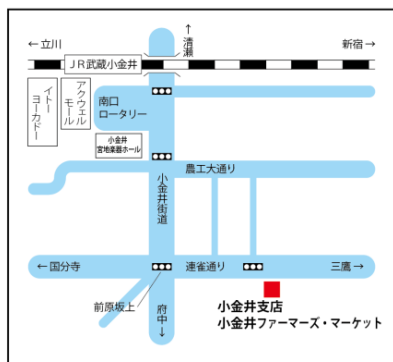 ←立川
↑清瀬
新宿→
JR武蔵小金井
イトーヨーカドー
アクウェルモール
南口
ロータリー
小金井
宮地楽器ホール
農工大通り
小金井街道
←国分寺
連雀通り
三鷹→
前原坂上
府中↓
小金井支店
小金井ファーマーズ・マーケット